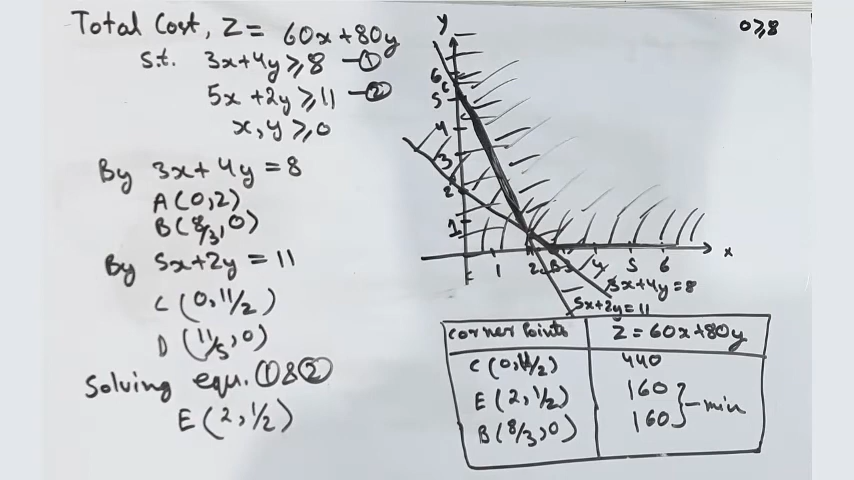 Total Cost, Z = 60x+80y
s.t. 3x+4y ⩾ 8 —①
5x+2y ⩾ 11 —②
x, y ⩾ 0
By 3x+4y = 8
A(0,2)
B(8/3,0)
By 5x+2y = 11
C(0,11/2)
D(11/5,0)
Solving equ. ①&②
E(2,1/2)
0⩾8
y
6
C
5
4
3
2
1
1 2 3 4 5 6 x
3x+4y=8
5x+2y=11
Corner Points Z=60x+80y
C(0,11/2) 440
E(2,1/2) 160
B(8/3,0) 160
—min